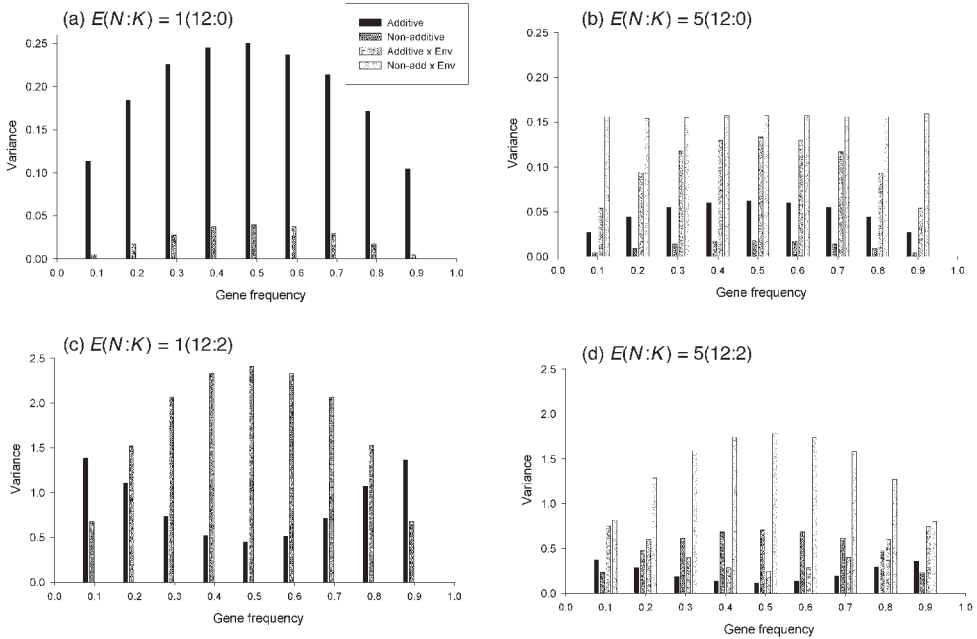 (a) E(N:K) = 1(12:0)
Additive
Non-additive
Additive x Env
Non-add x Env
0.25
0.20
0.15
0.10
0.05
0.00
Variance
0.0 0.1 0.2 0.3 0.4 0.5 0.6 0.7 0.8 0.9 1.0
Gene frequency
(b) E(N:K) = 5(12:0)
0.25
0.20
0.15
0.10
0.05
0.00
Variance
0.0 0.1 0.2 0.3 0.4 0.5 0.6 0.7 0.8 0.9 1.0
Gene frequency
(c) E(N:K) = 1(12:2)
2.5
2.0
1.5
1.0
0.5
0.0
Variance
0.0 0.1 0.2 0.3 0.4 0.5 0.6 0.7 0.8 0.9 1.0
Gene frequency
(d) E(N:K) = 5(12:2)
2.5
2.0
1.5
1.0
0.5
0.0
Variance
0.0 0.1 0.2 0.3 0.4 0.5 0.6 0.7 0.8 0.9 1.0
Gene frequency